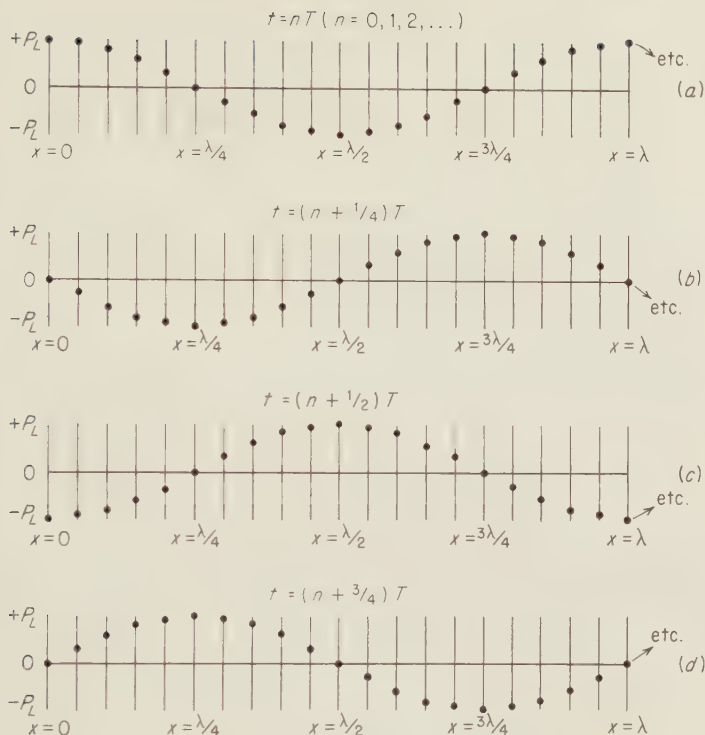 t = nT ( n = 0, 1, 2, . . . )
+P_L
etc.
0
(a)
−P_L
x = 0 x = λ/4 x = λ/2 x = 3λ/4 x = λ
t = (n + 1/4) T
+P_L
0
(b)
etc.
−P_L
x = 0 x = λ/4 x = λ/2 x = 3λ/4 x = λ
t = (n + 1/2) T
+P_L
0
(c)
etc.
−P_L
x = 0 x = λ/4 x = λ/2 x = 3λ/4 x = λ
t = (n + 3/4) T
+P_L
etc.
0
(d)
−P_L
x = 0 x = λ/4 x = λ/2 x = 3λ/4 x = λ